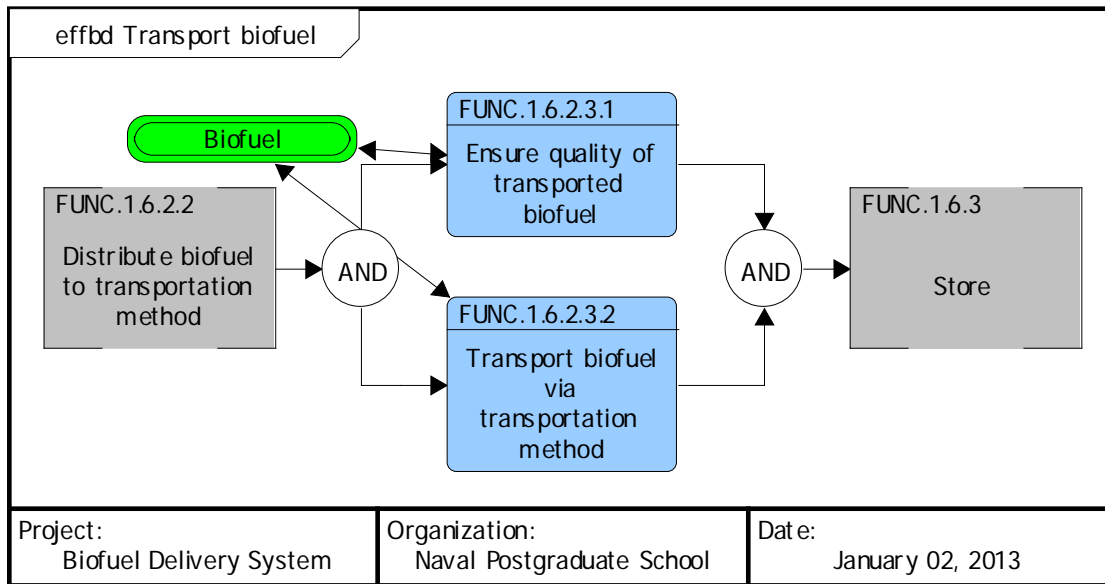 effbd Transport biofuel
Biofuel
FUNC.1.6.2.3.1
Ensure quality of
transported
biofuel
FUNC.1.6.2.2
Distribute biofuel
to transportation
method
AND
AND
FUNC.1.6.3
Store
FUNC.1.6.2.3.2
Transport biofuel
via
transportation
method
Project:
Biofuel Delivery System
Organization:
Naval Postgraduate School
Date:
January 02, 2013